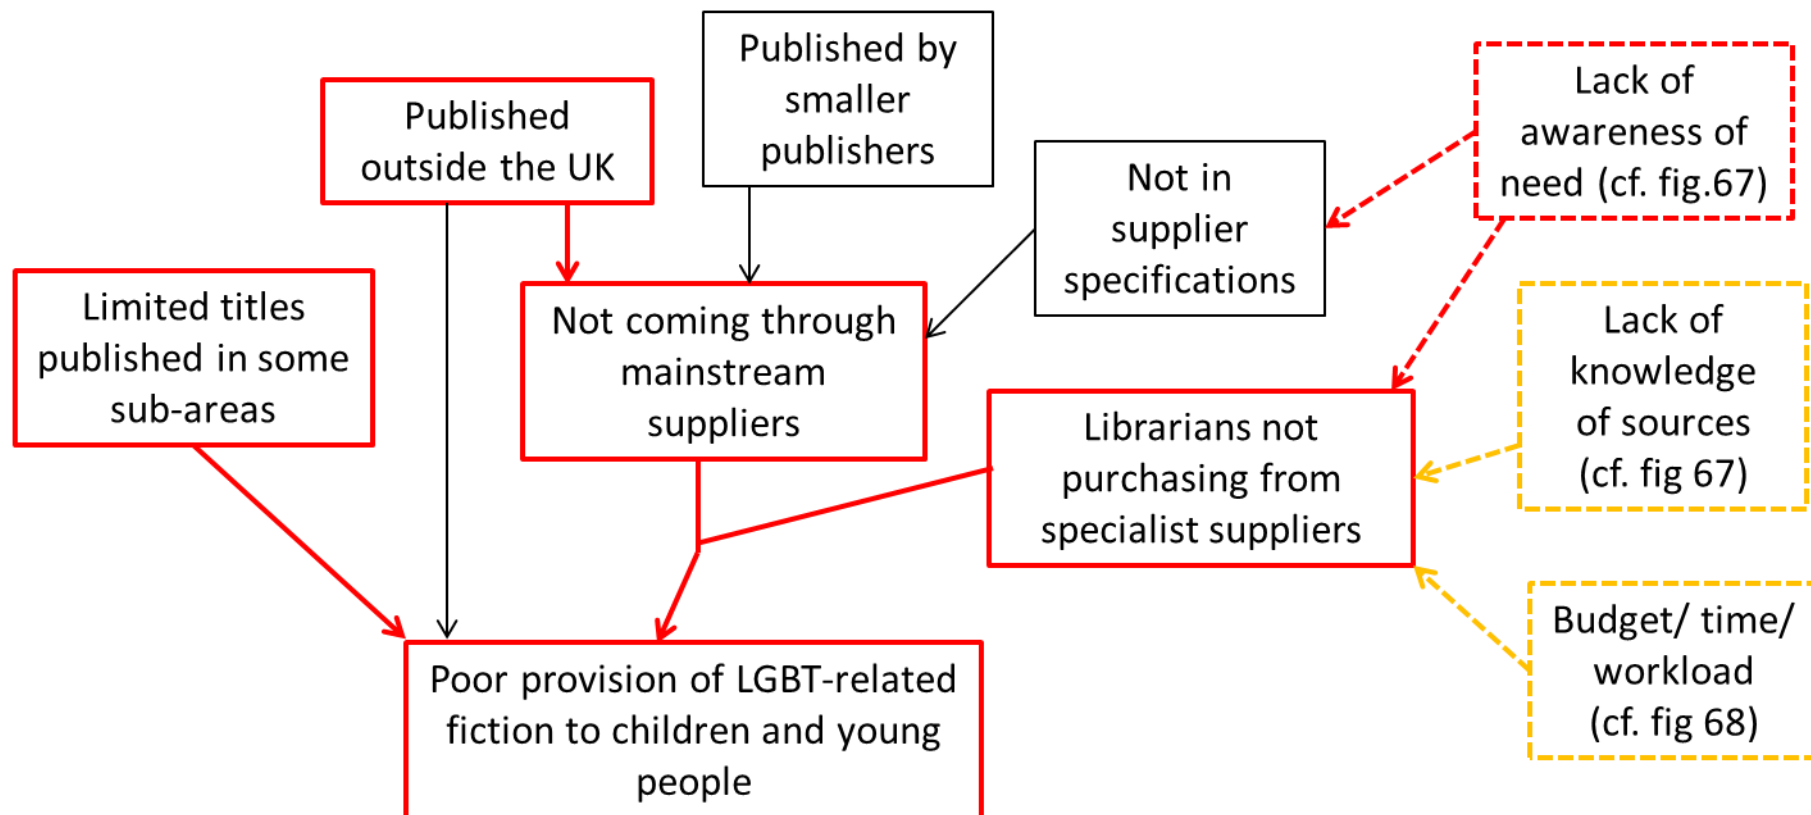 Published by
smaller
publishers
Published
outside the UK
Lack of
awareness of
need (cf. fig.67)
Not in
supplier
specifications
Limited titles
published in some
sub-areas
Not coming through
mainstream
suppliers
Lack of
knowledge
of sources
(cf. fig 67)
Librarians not
purchasing from
specialist suppliers
Budget/ time/
workload
(cf. fig 68)
Poor provision of LGBT-related
fiction to children and young
people